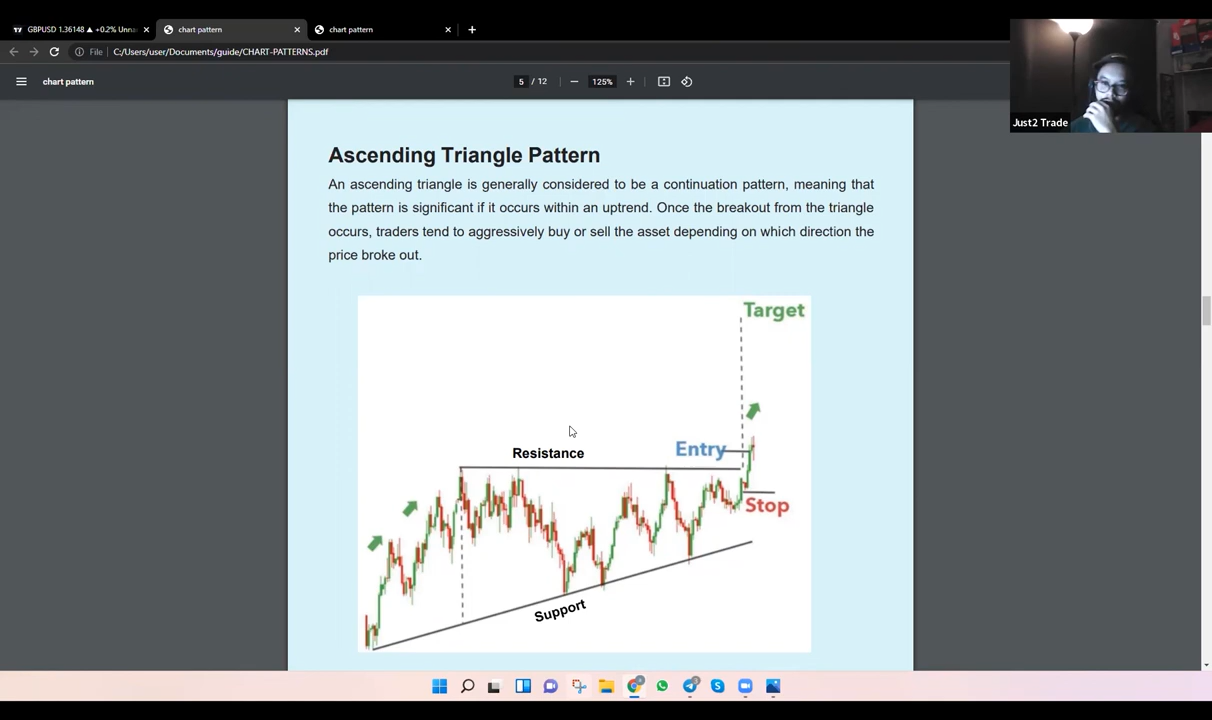 GBPUSD 1.36148 ▲ +0.2% Unna
chart pattern
chart pattern
File C:/Users/user/Documents/guide/CHART-PATTERNS.pdf
chart pattern
5 / 12
125%
Just2 Trade
Ascending Triangle Pattern
An ascending triangle is generally considered to be a continuation pattern, meaning that
the pattern is significant if it occurs within an uptrend. Once the breakout from the triangle
occurs, traders tend to aggressively buy or sell the asset depending on which direction the
price broke out.
Target
Entry
Resistance
Stop
Support